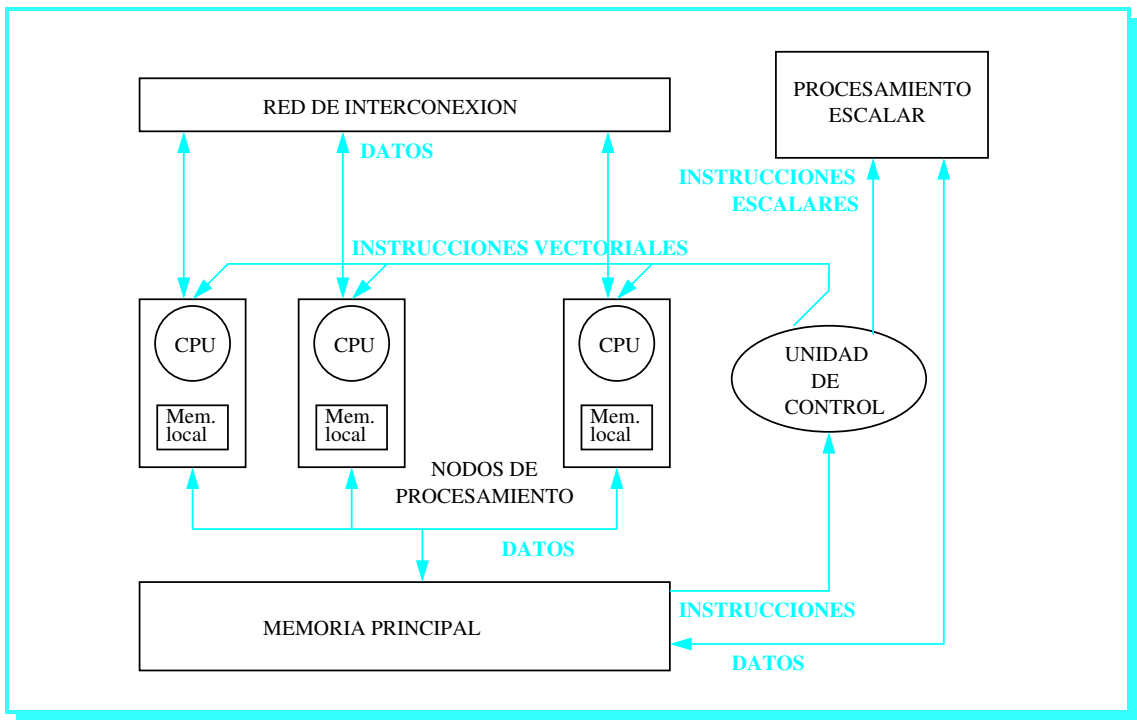 PROCESAMIENTO
ESCALAR
RED DE INTERCONEXION
DATOS
INSTRUCCIONES
ESCALARES
INSTRUCCIONES VECTORIALES
CPU
CPU
CPU
UNIDAD
DE
CONTROL
Mem.
local
Mem.
local
Mem.
local
NODOS DE
PROCESAMIENTO
DATOS
INSTRUCCIONES
MEMORIA PRINCIPAL
DATOS